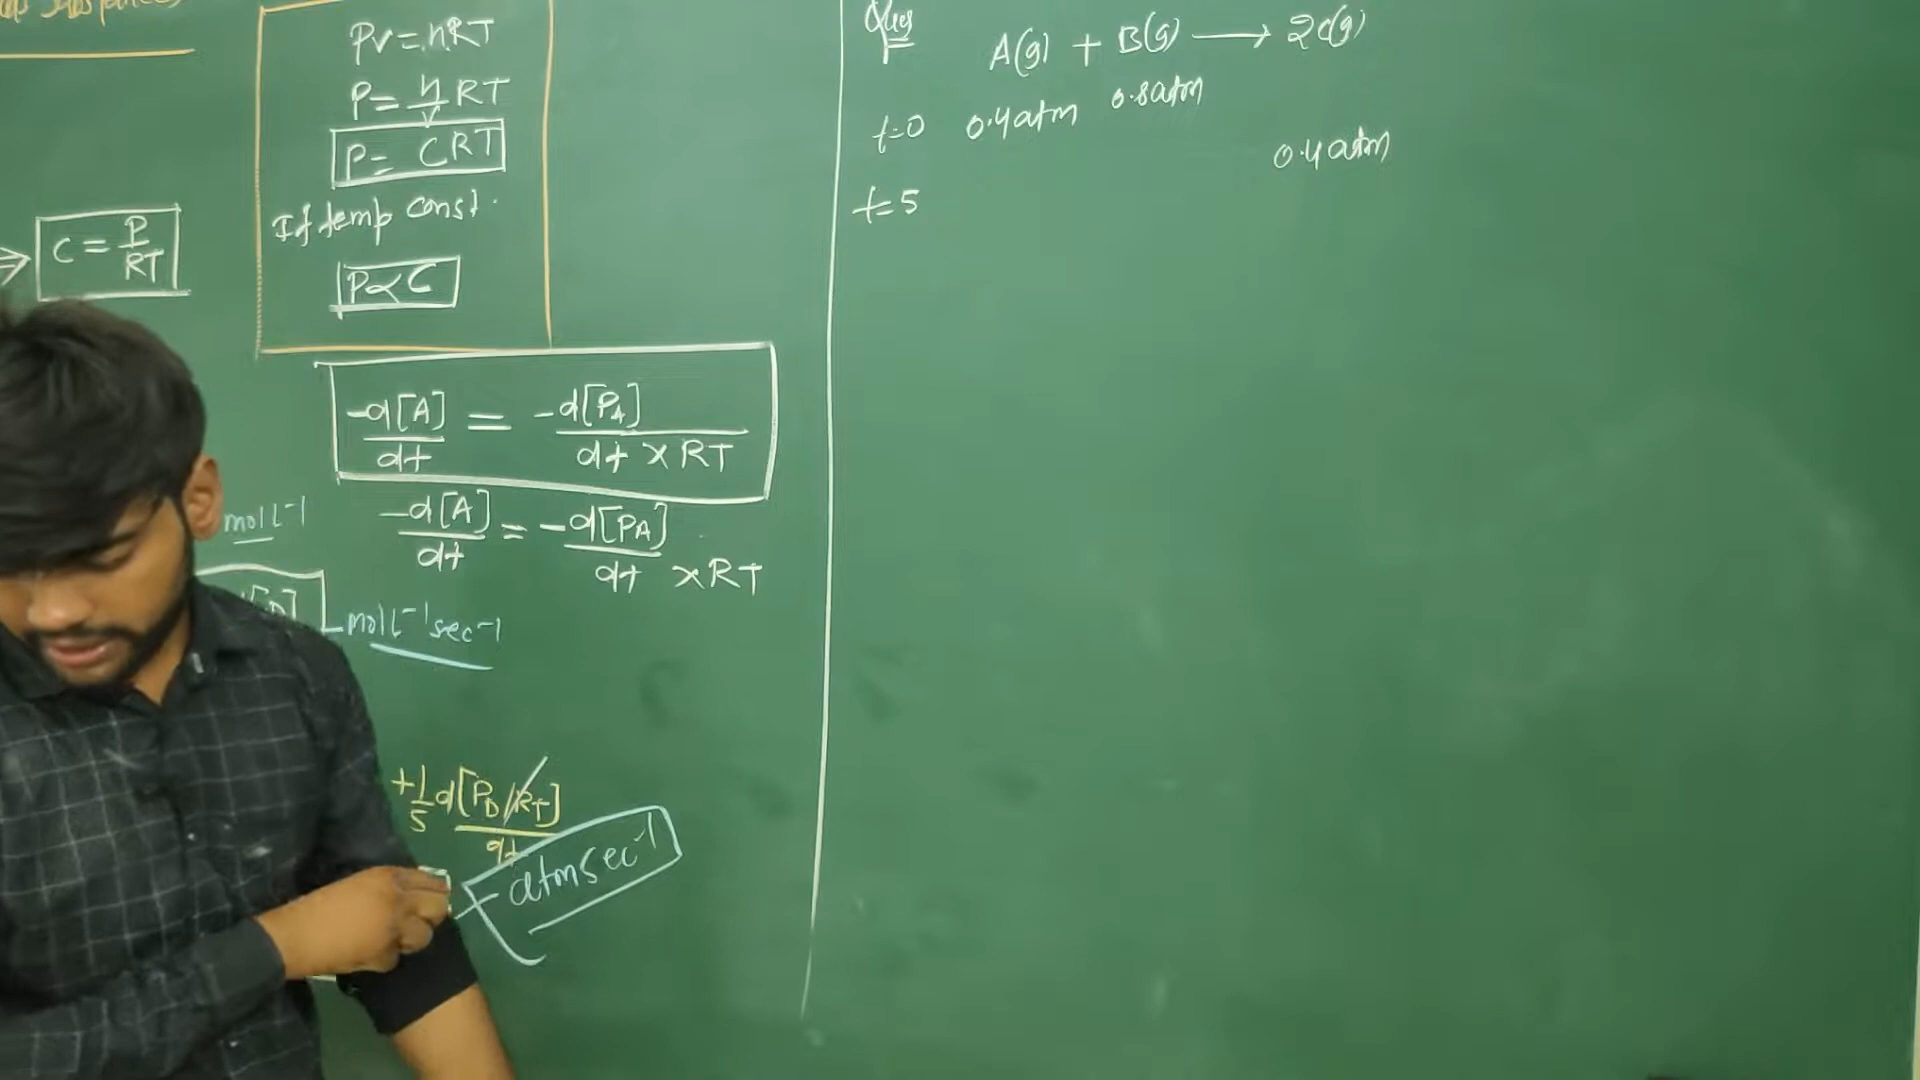 PV = nRT
P = n/V RT
P = CRT
If temp const.
P ∝ C
C = P/RT
-d[A]/dt = -d[PA]/dt × RT
-d[A]/dt = -d[PA]/dt × RT
mol L⁻¹
mol L⁻¹ sec⁻¹
+1/5 d[PD/RT]/dt
atm sec⁻¹
Ques
A(g) + B(g) ⟶ 2C(g)
t=0 0.4atm 0.8atm
0.4atm
t=5